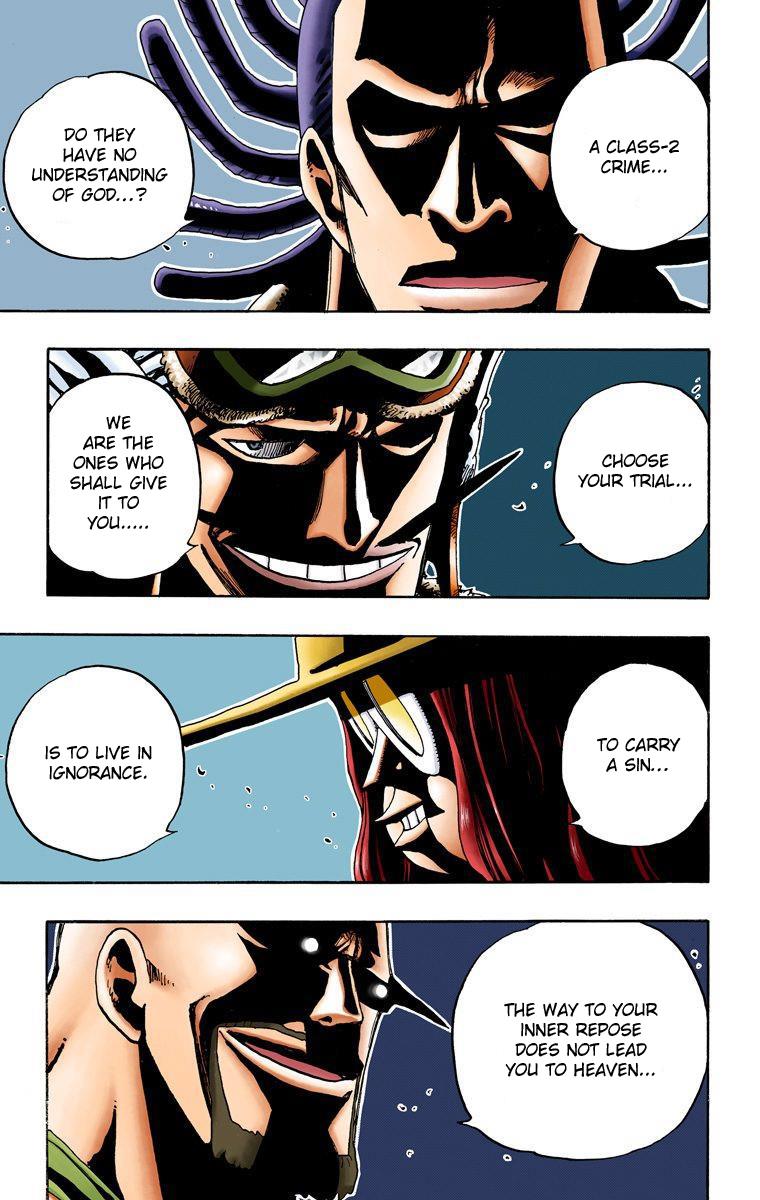 A CLASS-2
CRIME...
DO THEY
HAVE NO
UNDERSTANDING
OF GOD...?
CHOOSE
YOUR TRIAL...
WE
ARE THE
ONES WHO
SHALL GIVE
IT TO
YOU.....
TO CARRY
A SIN...
IS TO LIVE IN
IGNORANCE.
THE WAY TO YOUR
INNER REPOSE
DOES NOT LEAD
YOU TO HEAVEN...